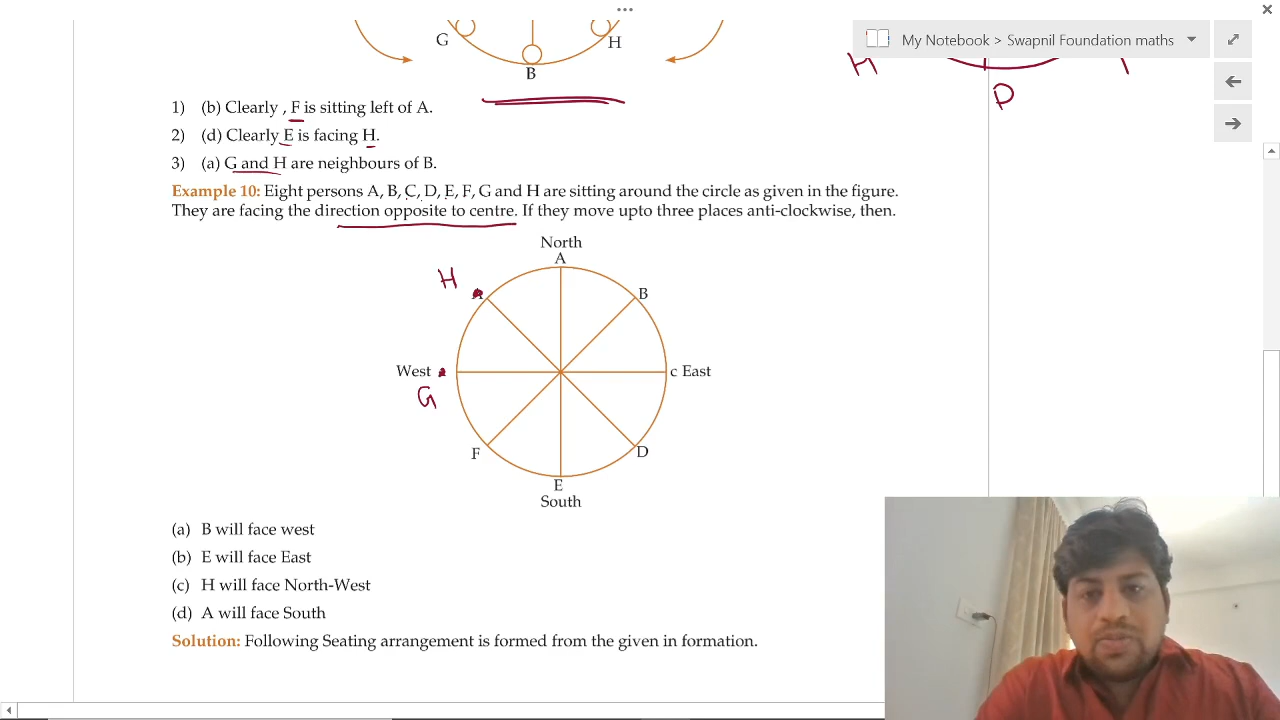 My Notebook > Swapnil Foundation maths
G
H
B
H
P
1) (b) Clearly , F is sitting left of A.
2) (d) Clearly E is facing H.
3) (a) G and H are neighbours of B.
Example 10: Eight persons A, B, C, D, E, F, G and H are sitting around the circle as given in the figure.
They are facing the direction opposite to centre. If they move upto three places anti-clockwise, then.
North
A
H
B
West
c East
G
F
D
E
South
(a) B will face west
(b) E will face East
(c) H will face North-West
(d) A will face South
Solution: Following Seating arrangement is formed from the given in formation.